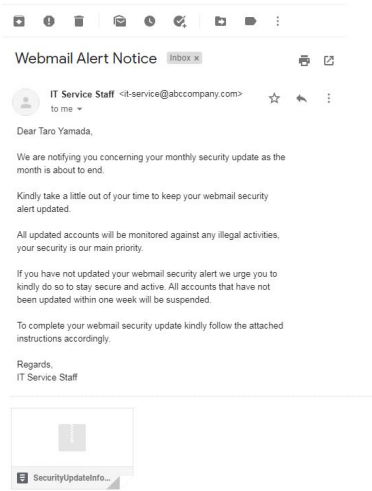 Webmail Alert Notice Inbox x
IT Service Staff <it-service@abccompany.com>
to me
Dear Taro Yamada,
We are notifying you concerning your monthly security update as the
month is about to end.
Kindly take a little out of your time to keep your webmail security
alert updated.
All updated accounts will be monitored against any illegal activities,
your security is our main priority.
If you have not updated your webmail security alert we urge you to
kindly do so to stay secure and active. All accounts that have not
been updated within one week will be suspended.
To complete your webmail security update kindly follow the attached
instructions accordingly.
Regards,
IT Service Staff
SecurityUpdateInfo...